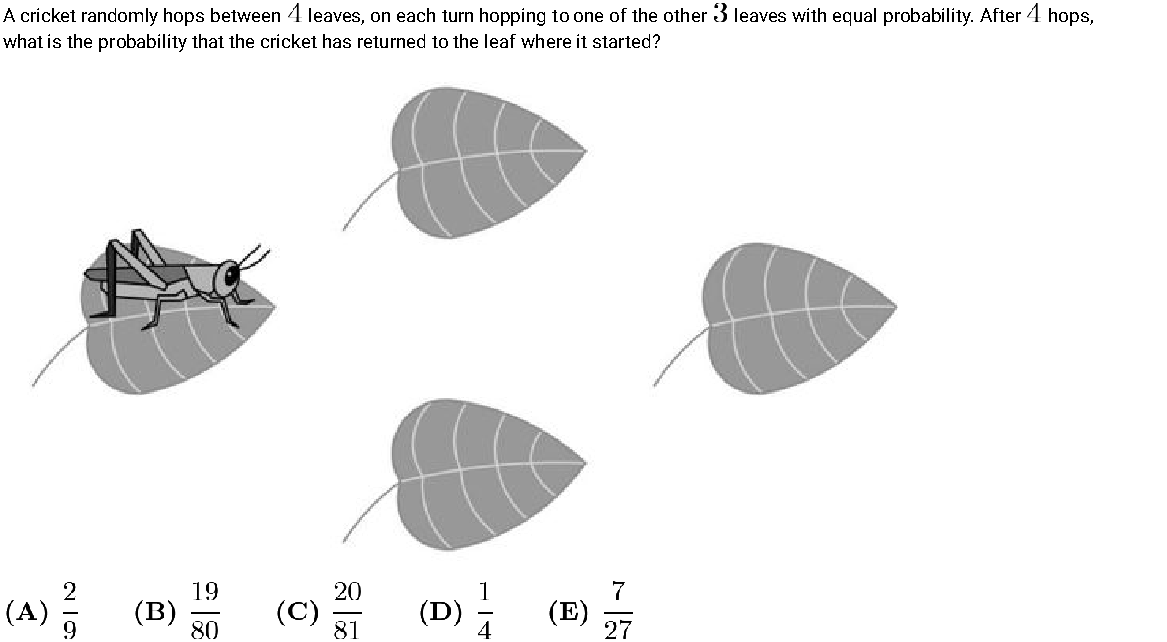 A cricket randomly hops between 4 leaves, on each turn hopping to one of the other 3 leaves with equal probability. After 4 hops,
what is the probability that the cricket has returned to the leaf where it started?
(A) 2/9 (B) 19/80 (C) 20/81 (D) 1/4 (E) 7/27